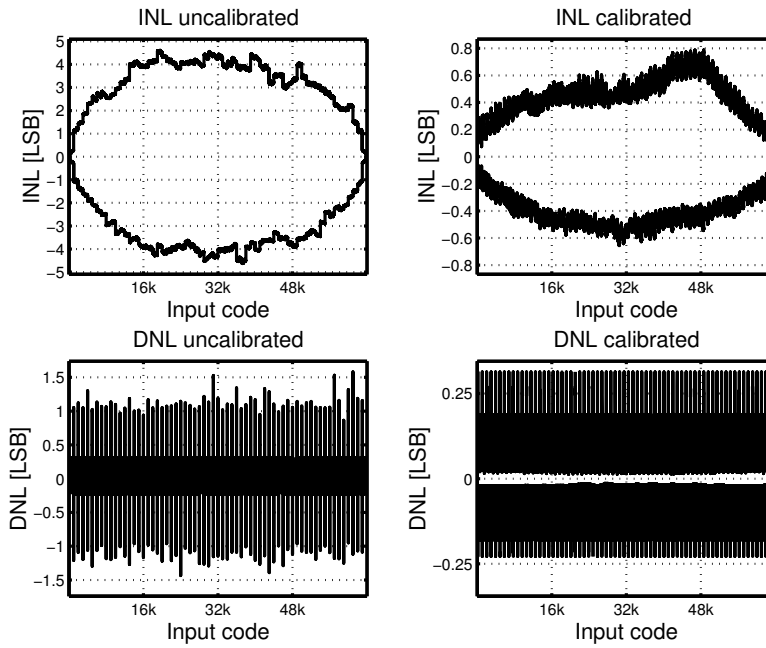 INL uncalibrated
5
4
3
2
1
0
−1
−2
−3
−4
−5
INL [LSB]
16k 32k 48k
Input code
INL calibrated
0.8
0.6
0.4
0.2
0
−0.2
−0.4
−0.6
−0.8
INL [LSB]
16k 32k 48k
Input code
DNL uncalibrated
1.5
1
0.5
0
−0.5
−1
−1.5
DNL [LSB]
16k 32k 48k
Input code
DNL calibrated
0.25
0
−0.25
DNL [LSB]
16k 32k 48k
Input code